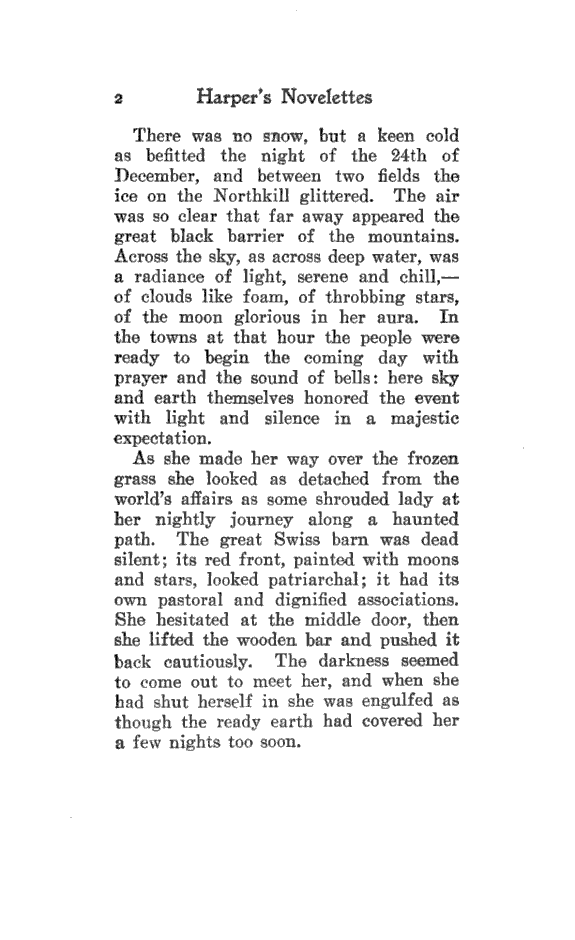 2 Harper's Novelettes
There was no snow, but a keen cold
as befitted the night of the 24th of
December, and between two fields the
ice on the Northkill glittered. The air
was so clear that far away appeared the
great black barrier of the mountains.
Across the sky, as across deep water, was
a radiance of light, serene and chill,—
of clouds like foam, of throbbing stars,
of the moon glorious in her aura. In
the towns at that hour the people were
ready to begin the coming day with
prayer and the sound of bells: here sky
and earth themselves honored the event
with light and silence in a majestic
expectation.
As she made her way over the frozen
grass she looked as detached from the
world's affairs as some shrouded lady at
her nightly journey along a haunted
path. The great Swiss barn was dead
silent; its red front, painted with moons
and stars, looked patriarchal; it had its
own pastoral and dignified associations.
She hesitated at the middle door, then
she lifted the wooden bar and pushed it
back cautiously. The darkness seemed
to come out to meet her, and when she
had shut herself in she was engulfed as
though the ready earth had covered her
a few nights too soon.